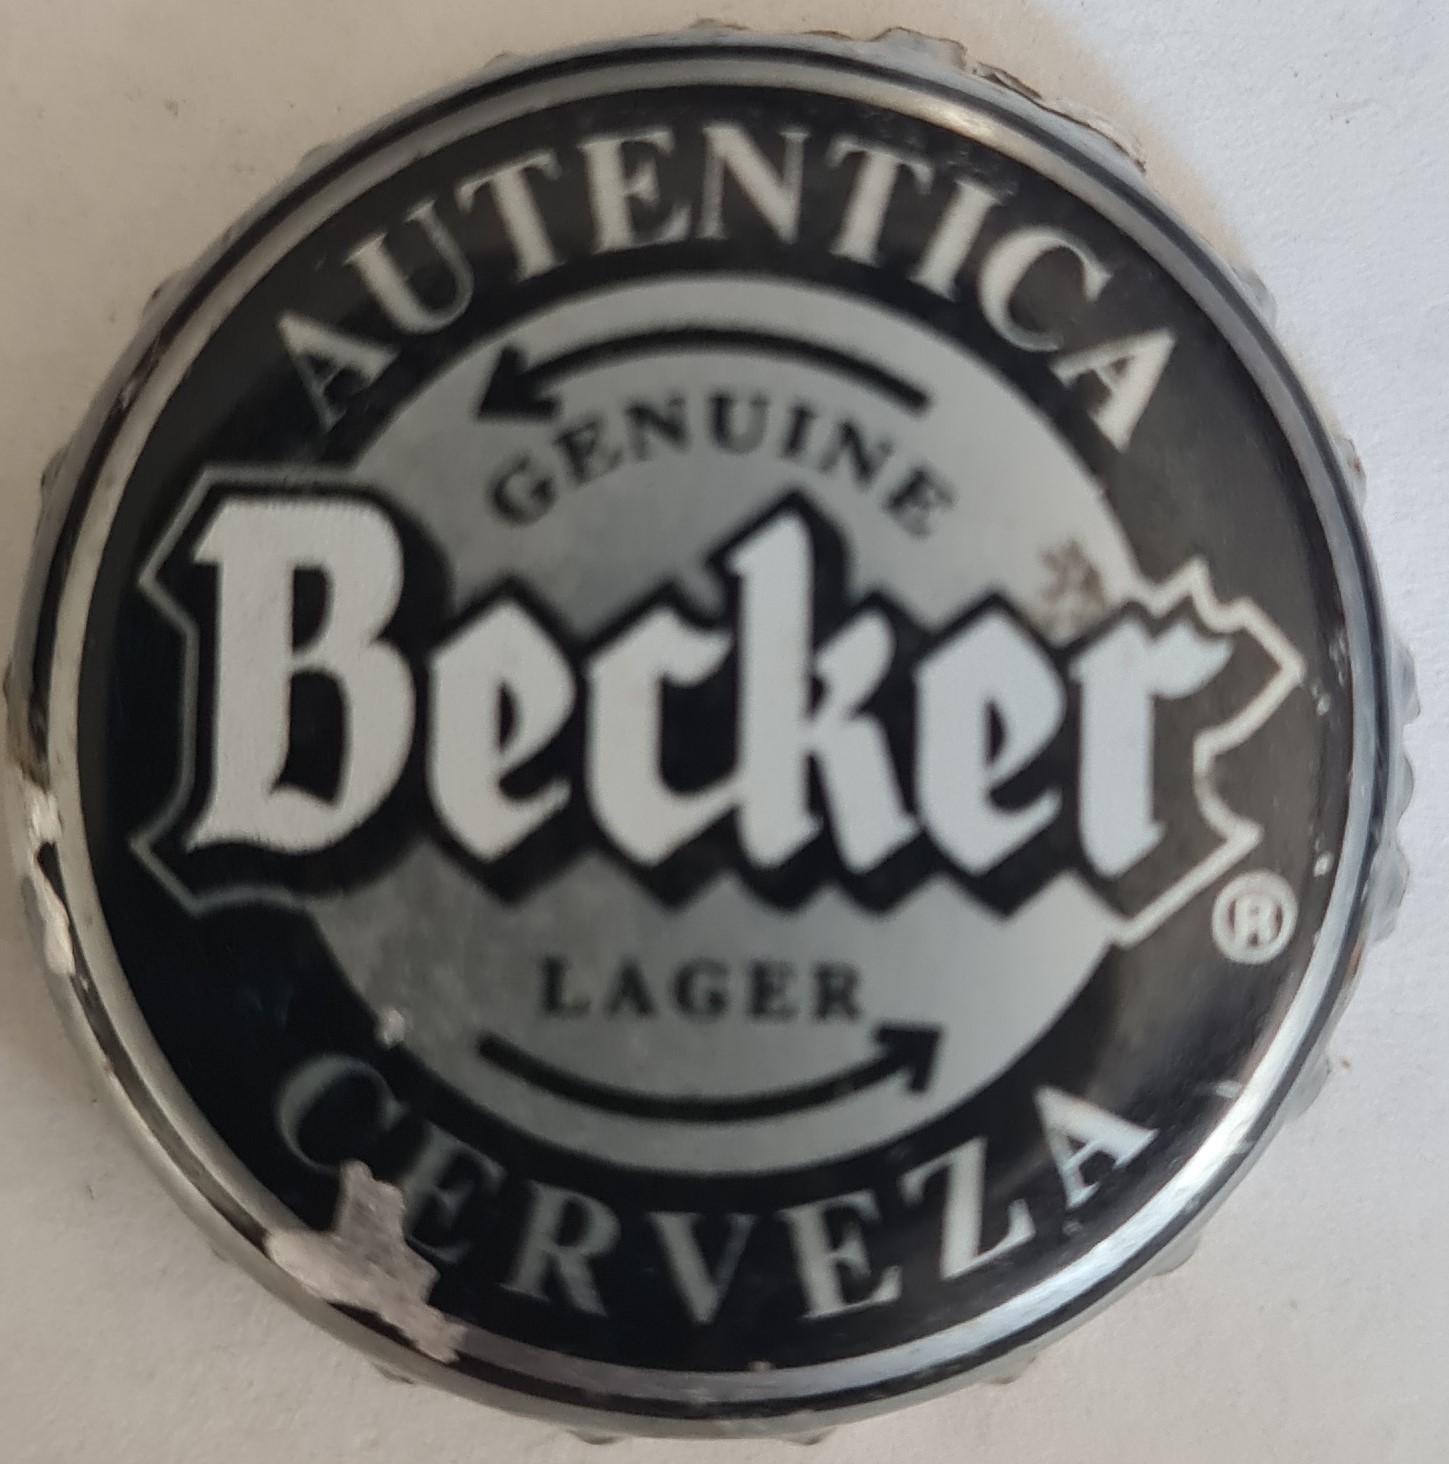 AUTENTICA
GENUINE
Becker
®
LAGER
CERVEZA